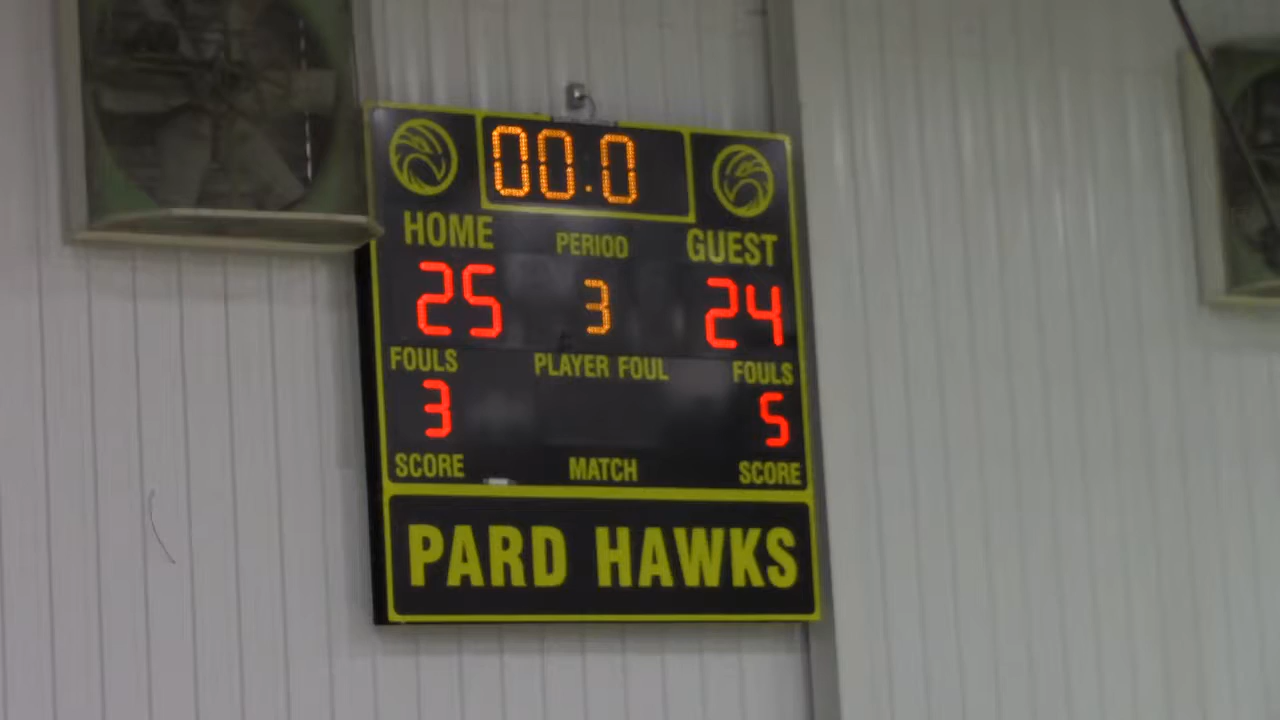 00.0
HOME PERIOD GUEST
25 3 24
FOULS PLAYER FOUL FOULS
3 5
SCORE MATCH SCORE
PARD HAWKS